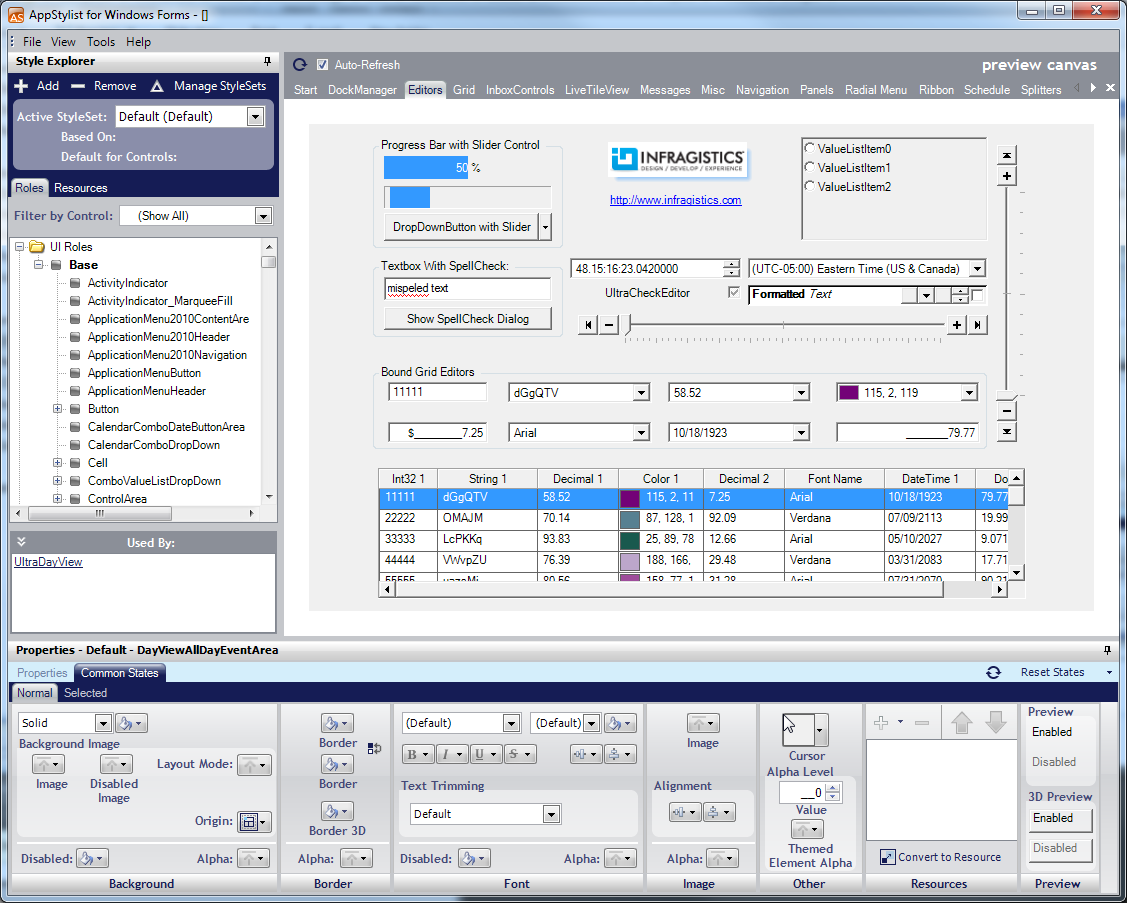 AppStylist for Windows Forms - []
File View Tools Help
Style Explorer
Add Remove Manage StyleSets
Active StyleSet: Default (Default)
Based On:
Default for Controls:
Roles Resources
Filter by Control: (Show All)
UI Roles
Base
ActivityIndicator
ActivityIndicator_MarqueeFill
ApplicationMenu2010ContentAre
ApplicationMenu2010Header
ApplicationMenu2010Navigation
ApplicationMenuButton
ApplicationMenuHeader
Button
CalendarComboDateButtonArea
CalendarComboDropDown
Cell
ComboValueListDropDown
ControlArea
Used By:
UltraDayView
Auto-Refresh
preview canvas
Start DockManager Editors Grid InboxControls LiveTileView Messages Misc Navigation Panels Radial Menu Ribbon Schedule Splitters
Progress Bar with Slider Control
50 %
DropDownButton with Slider
INFRAGISTICS
DESIGN / DEVELOP / EXPERIENCE
http://www.infragistics.com
ValueListItem0
ValueListItem1
ValueListItem2
Textbox With SpellCheck:
mispeled text
Show SpellCheck Dialog
48.15:16:23.0420000
(UTC-05:00) Eastern Time (US & Canada)
UltraCheckEditor
Formatted Text
Bound Grid Editors
11111 dGgQTV 58.52 115, 2, 119
$________7.25 Arial 10/18/1923 _______79.77
Int32 1 String 1 Decimal 1 Color 1 Decimal 2 Font Name DateTime 1 Do
11111 dGgQTV 58.52 115, 2, 11 7.25 Arial 10/18/1923 79.77
22222 OMAJM 70.14 87, 128, 1 92.09 Verdana 07/09/2113 19.99
33333 LcPKKq 93.83 25, 89, 78 12.66 Arial 05/10/2027 9.071
44444 VWvpZU 76.39 188, 166, 29.48 Verdana 03/31/2083 17.71
55555 80.56 158, 77, 1 31.28 Arial 07/31/2079 90.21
Properties - Default - DayViewAllDayEventArea
Properties Common States
Reset States
Normal Selected
Solid
Background Image
Image
Disabled Image
Layout Mode:
Origin:
Disabled:
Alpha:
Background
Border
Border
Border 3D
Alpha:
Border
(Default) (Default)
B I U S
Text Trimming
Default
Disabled:
Alpha:
Font
Image
Alignment
Alpha:
Image
Cursor
Alpha Level
__0
Value
Themed
Element Alpha
Other
Convert to Resource
Resources
Preview
Enabled
Disabled
3D Preview
Enabled
Disabled
Preview